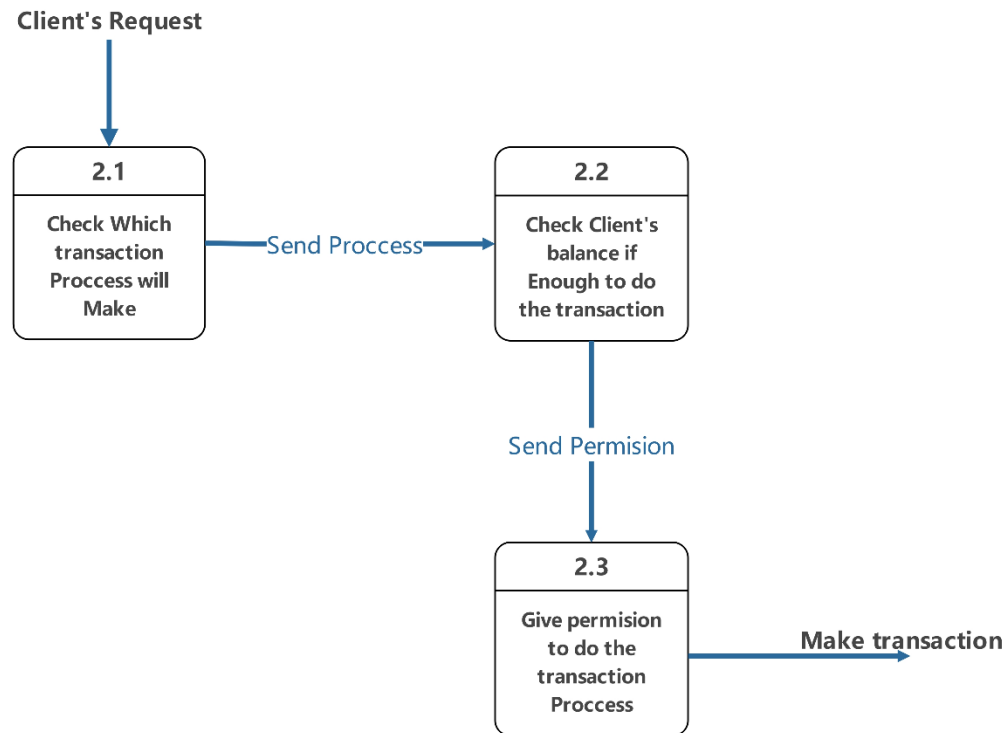 Client's Request
2.1
Check Which
transaction
Proccess will
Make
Send Proccess
2.2
Check Client's
balance if
Enough to do
the transaction
Send Permision
2.3
Give permision
to do the
transaction
Proccess
Make transaction